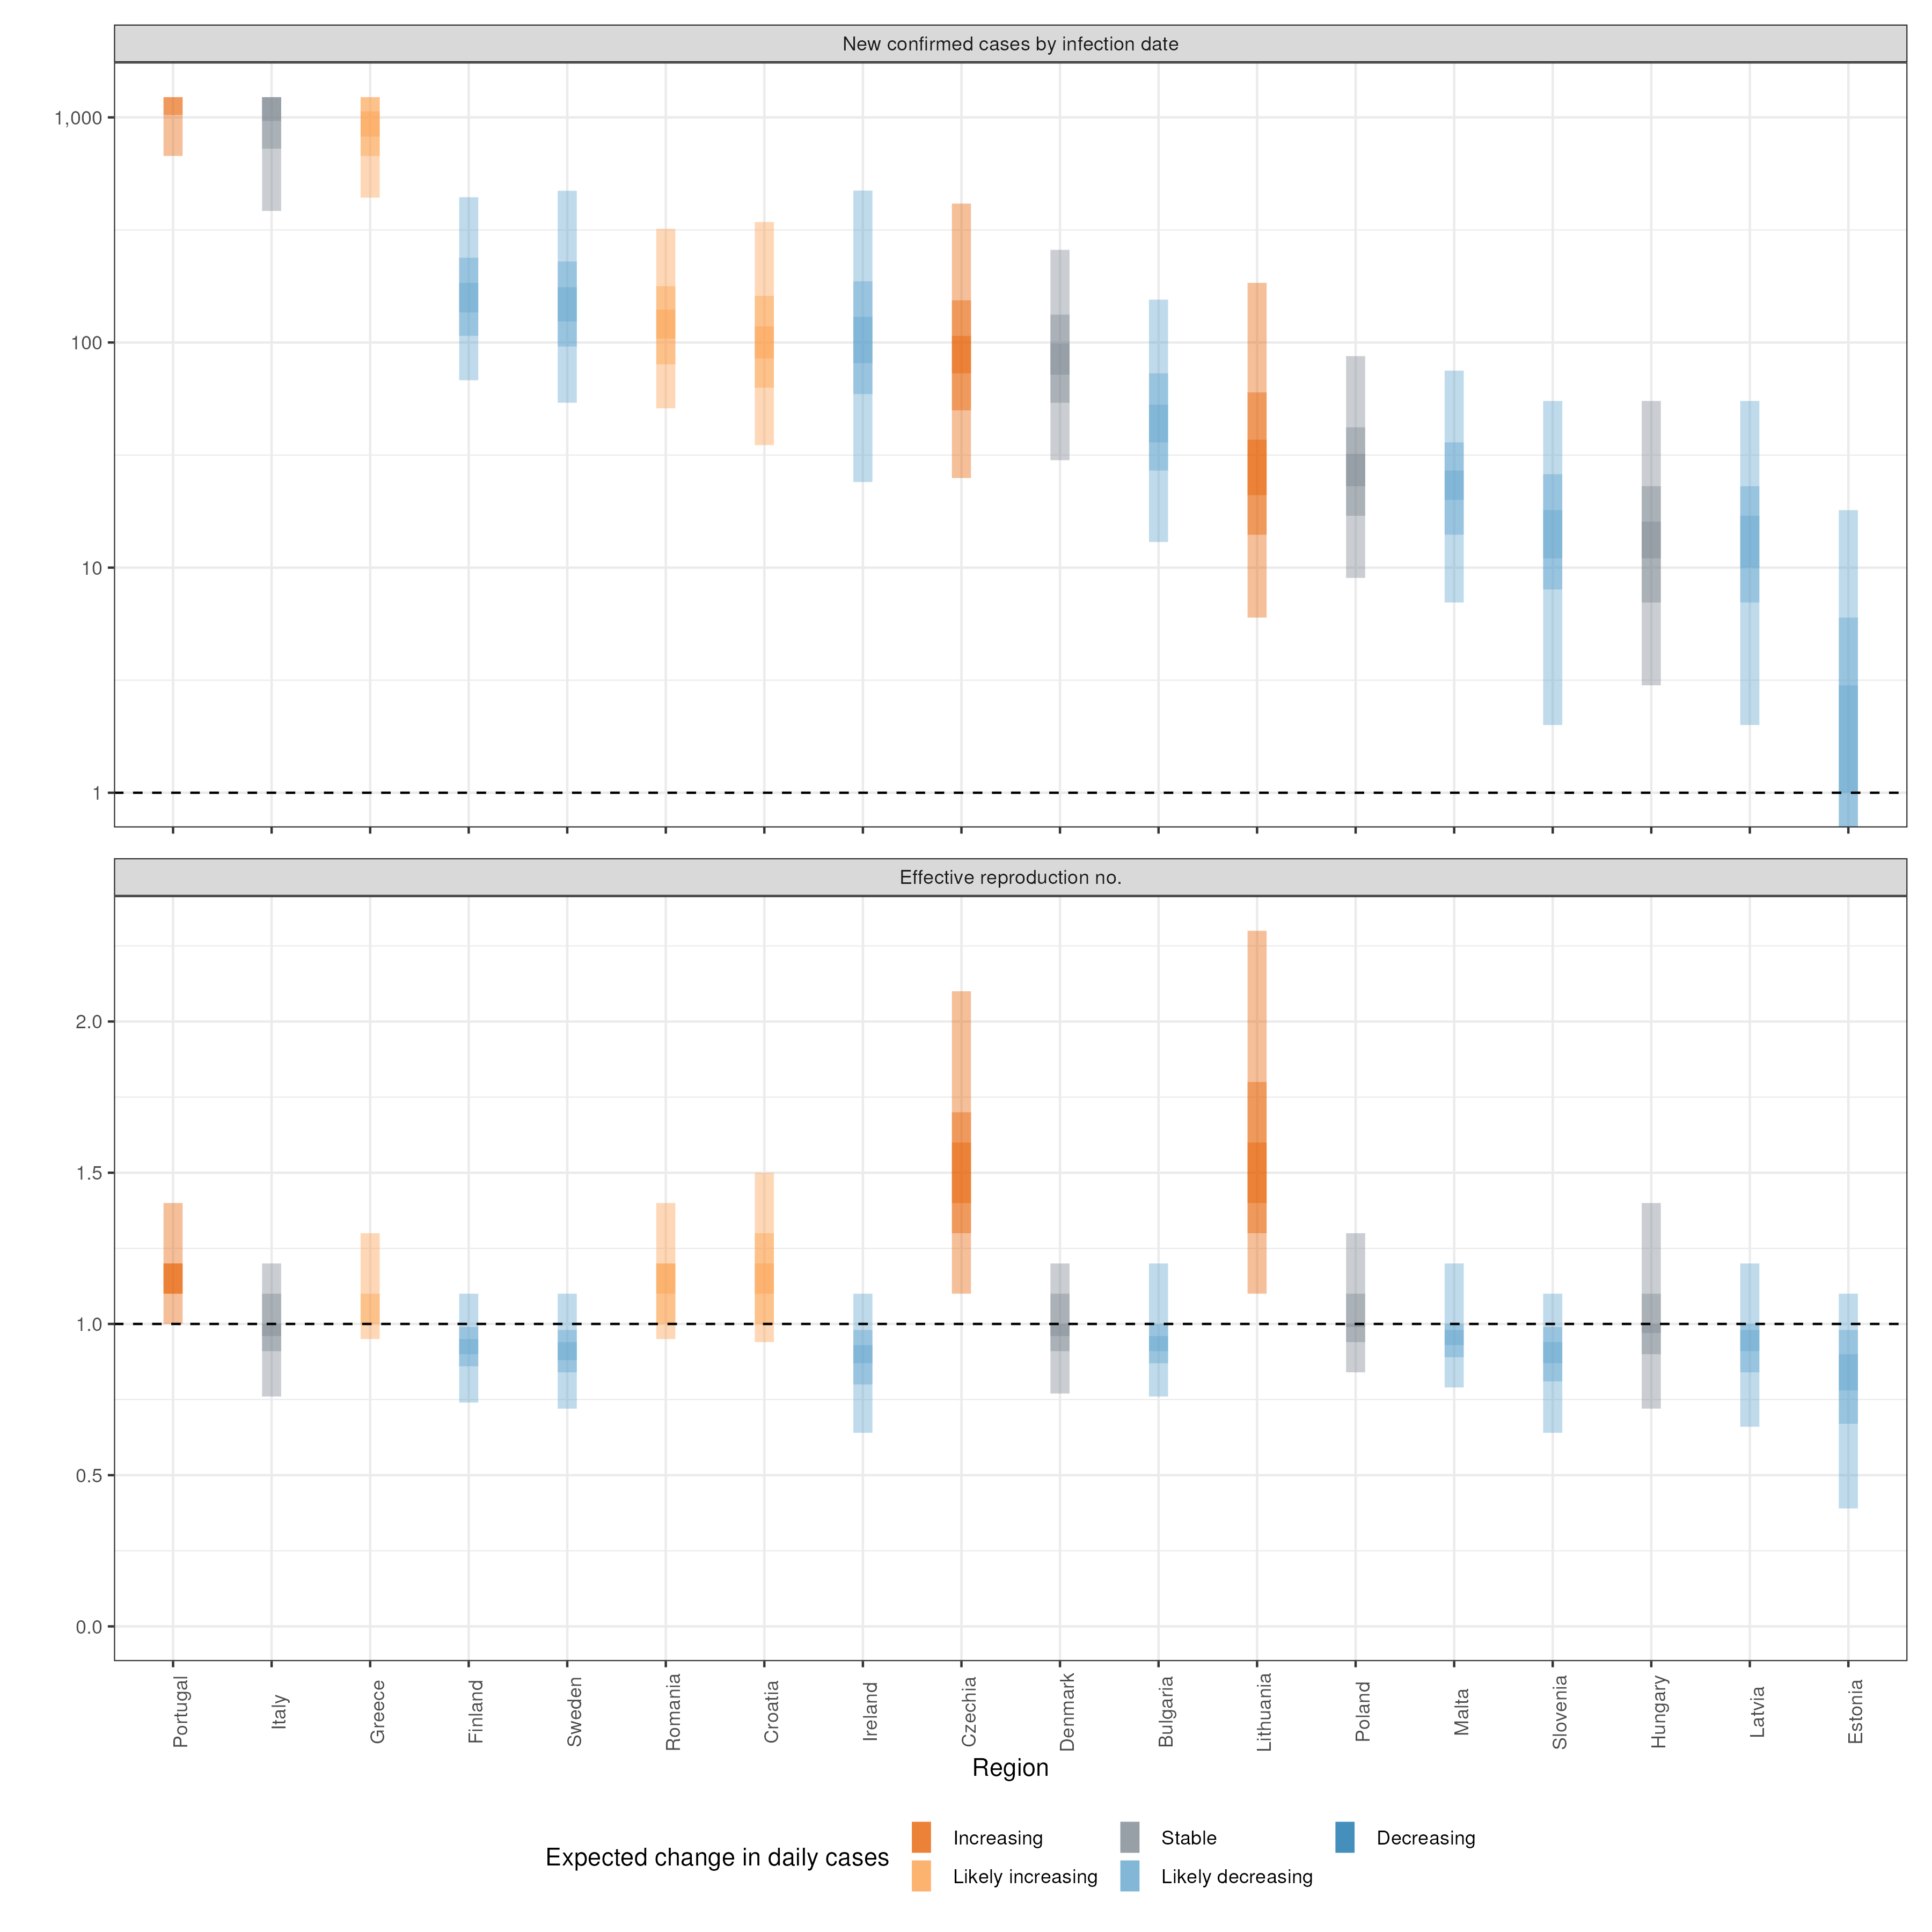 New confirmed cases by infection date
1,000
100
10
1
Effective reproduction no.
2.0
1.5
1.0
0.5
0.0
Portugal
Italy
Greece
Finland
Sweden
Romania
Croatia
Ireland
Czechia
Denmark
Bulgaria
Lithuania
Poland
Malta
Slovenia
Hungary
Latvia
Estonia
Region
Expected change in daily cases
Increasing
Stable
Decreasing
Likely increasing
Likely decreasing